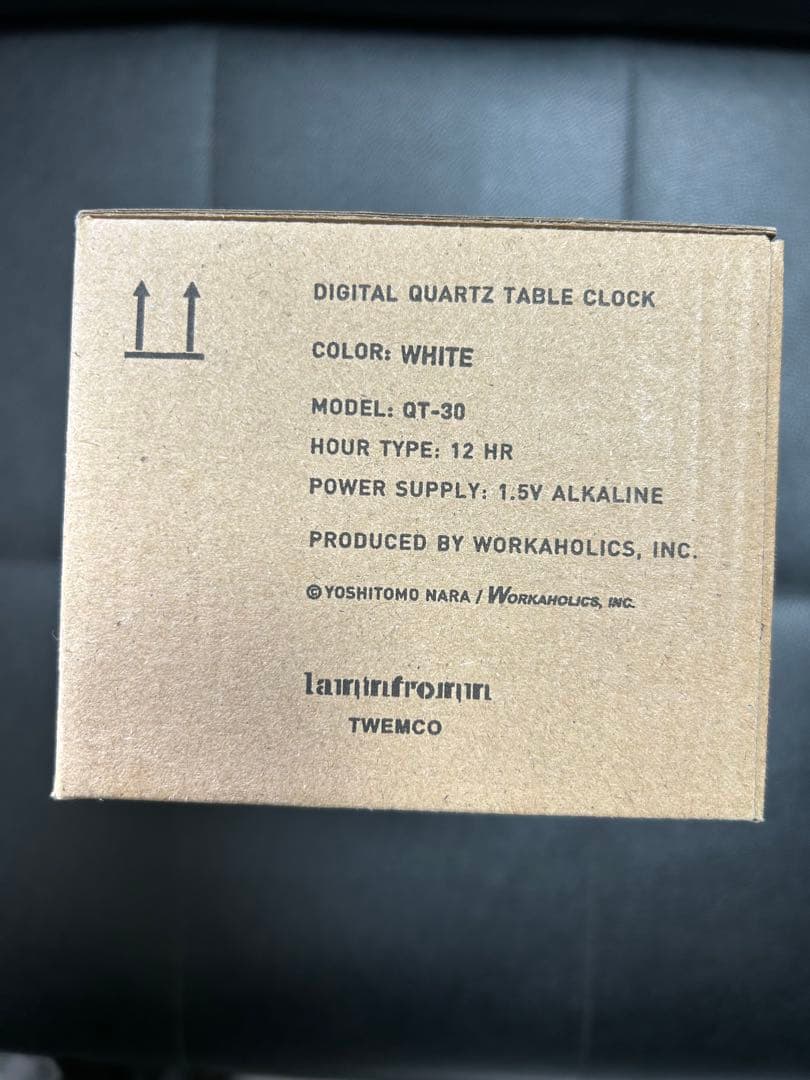 DIGITAL QUARTZ TABLE CLOCK
COLOR: WHITE
MODEL: QT-30
HOUR TYPE: 12 HR
POWER SUPPLY: 1.5V ALKALINE
PRODUCED BY WORKAHOLICS, INC.
©YOSHITOMO NARA / WORKAHOLICS, INC.
lammfromm
TWEMCO